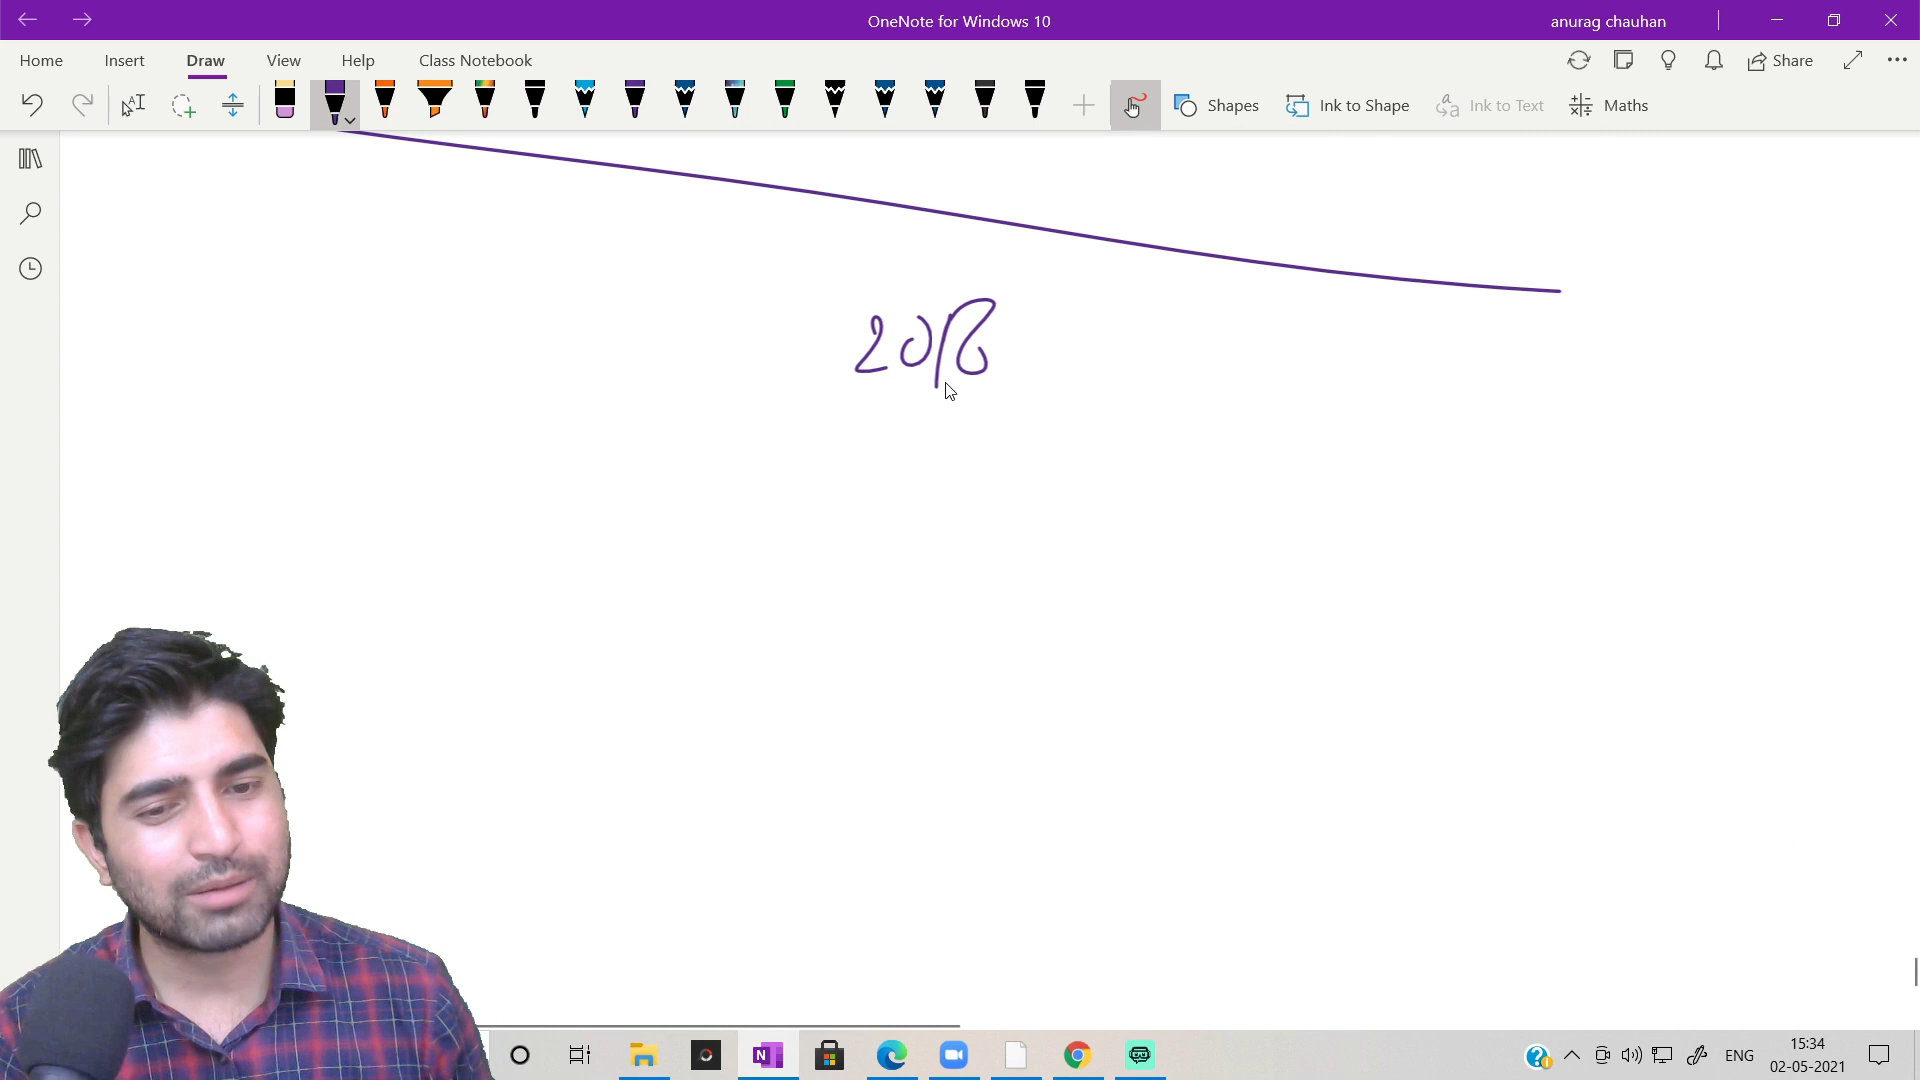 OneNote for Windows 10
anurag chauhan
Home Insert Draw View Help Class Notebook
Share
Shapes Ink to Shape Ink to Text Maths
2018
ENG
15:34
02-05-2021